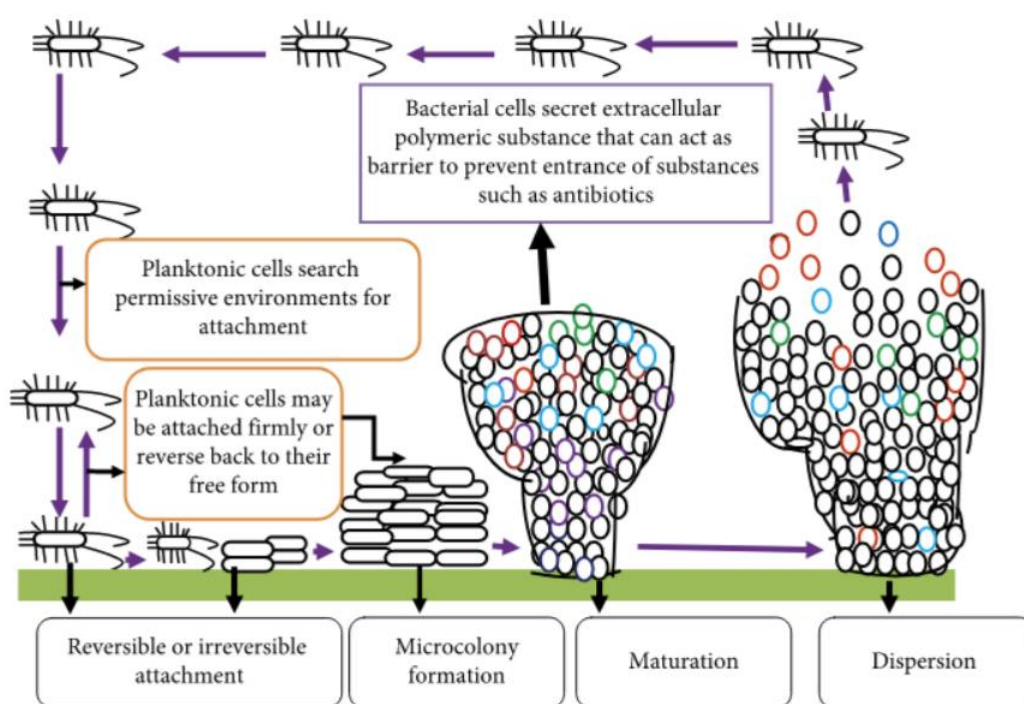 Bacterial cells secret extracellular
polymeric substance that can act as
barrier to prevent entrance of substances
such as antibiotics
Planktonic cells search
permissive environments for
attachment
Planktonic cells may
be attached firmly or
reverse back to their
free form
Reversible or irreversible
attachment
Microcolony
formation
Maturation
Dispersion